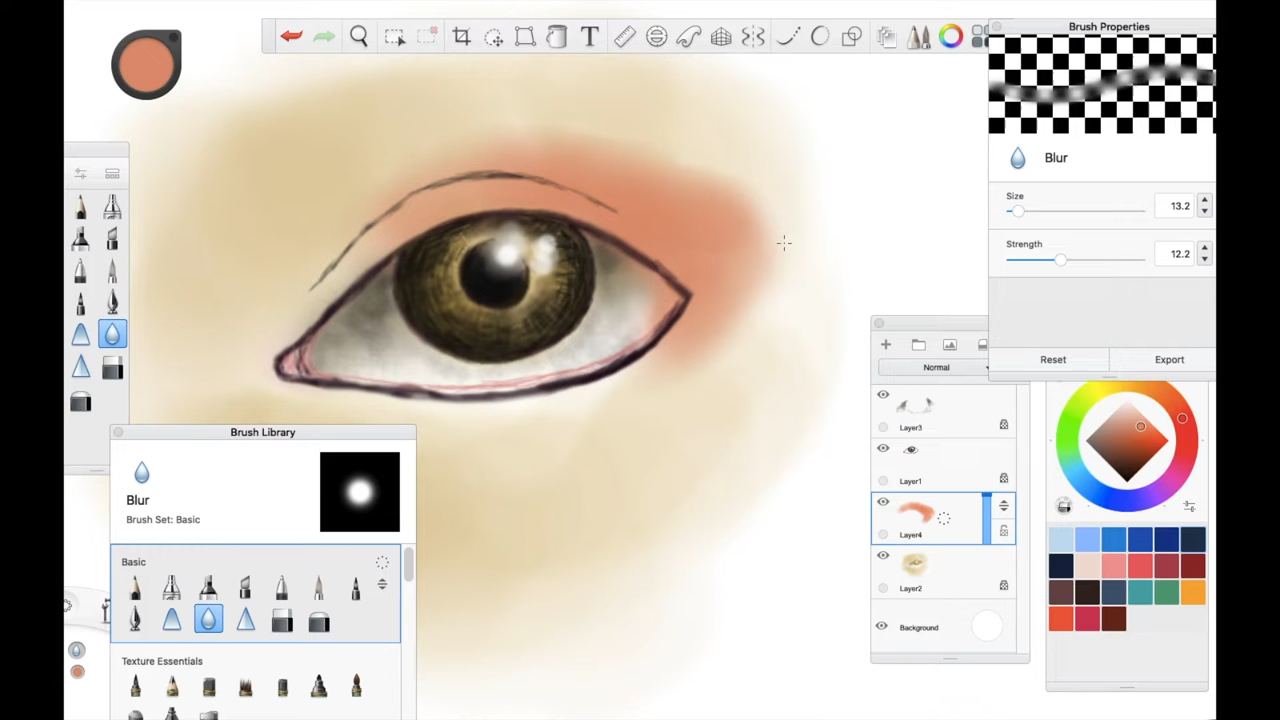 Brush Properties
Blur
Size
13.2
Strength
12.2
Reset
Export
Normal
Layer3
Layer1
Layer4
Layer2
Background
Brush Library
Blur
Brush Set: Basic
Basic
Texture Essentials